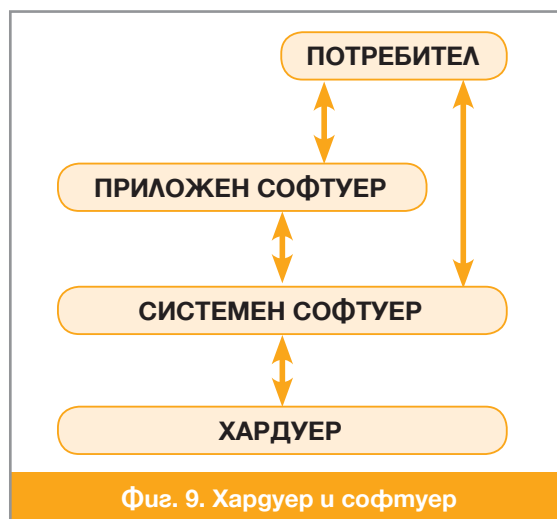 ПОТРЕБИТЕЛ
ПРИЛОЖЕН СОФТУЕР
СИСТЕМЕН СОФТУЕР
ХАРДУЕР
Фиг. 9. Хардуер и софтуер